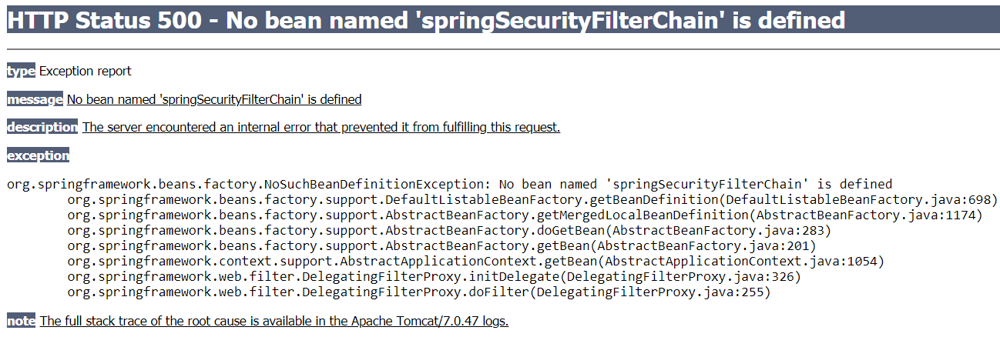 HTTP Status 500 - No bean named 'springSecurityFilterChain' is defined
type Exception report
message No bean named 'springSecurityFilterChain' is defined
description The server encountered an internal error that prevented it from fulfilling this request.
exception
org.springframework.beans.factory.NoSuchBeanDefinitionException: No bean named 'springSecurityFilterChain' is defined
org.springframework.beans.factory.support.DefaultListableBeanFactory.getBeanDefinition(DefaultListableBeanFactory.java:698)
org.springframework.beans.factory.support.AbstractBeanFactory.getMergedLocalBeanDefinition(AbstractBeanFactory.java:1174)
org.springframework.beans.factory.support.AbstractBeanFactory.doGetBean(AbstractBeanFactory.java:283)
org.springframework.beans.factory.support.AbstractBeanFactory.getBean(AbstractBeanFactory.java:201)
org.springframework.context.support.AbstractApplicationContext.getBean(AbstractApplicationContext.java:1054)
org.springframework.web.filter.DelegatingFilterProxy.initDelegate(DelegatingFilterProxy.java:326)
org.springframework.web.filter.DelegatingFilterProxy.doFilter(DelegatingFilterProxy.java:255)
note The full stack trace of the root cause is available in the Apache Tomcat/7.0.47 logs.